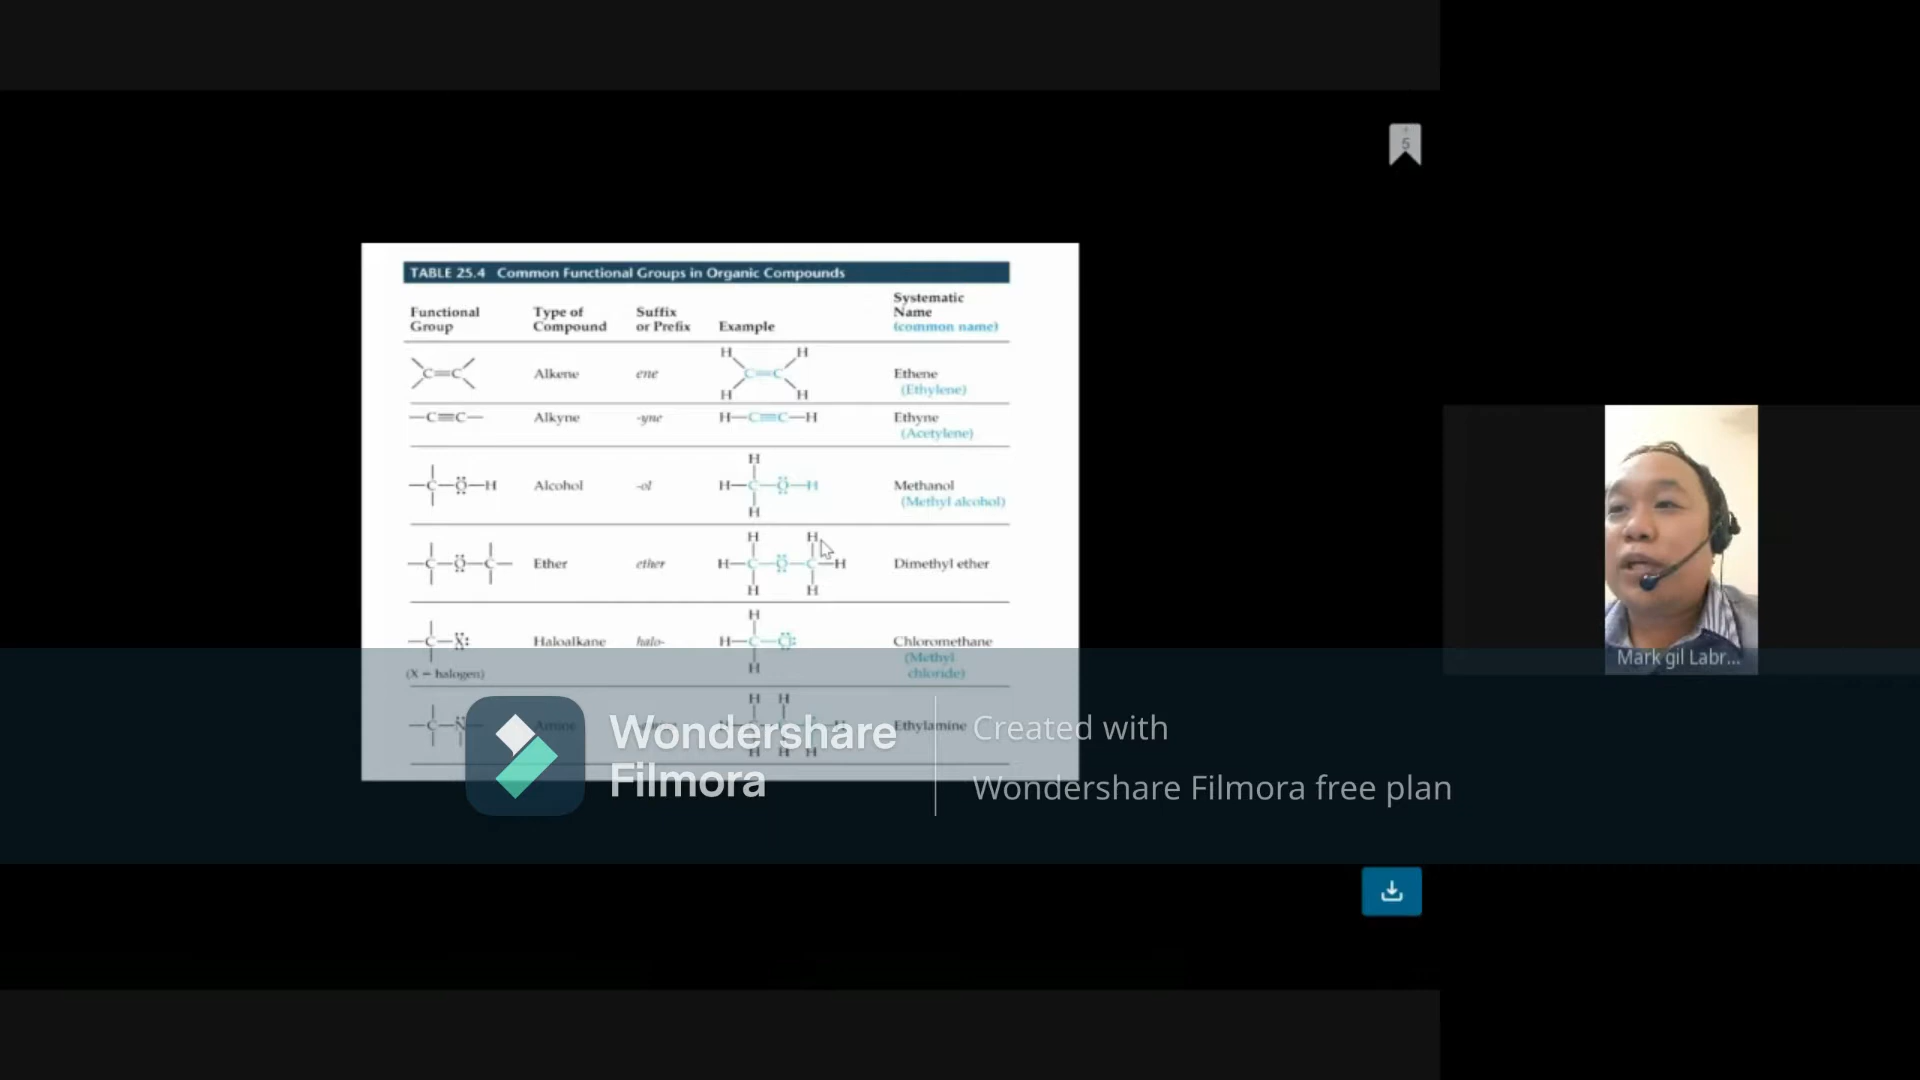 5
TABLE 25.4 Common Functional Groups in Organic Compounds
Functional Group
Type of Compound
Suffix or Prefix
Example
Systematic Name
(common name)
C=C
Alkene
ene
H H
C=C
H H
Ethene
(Ethylene)
—C≡C—
Alkyne
-yne
H—C≡C—H
Ethyne
(Acetylene)
—C—Ö—H
Alcohol
-ol
H
H—C—Ö—H
H
Methanol
(Methyl alcohol)
—C—Ö—C—
Ether
ether
H H
H—C—Ö—C—H
H H
Dimethyl ether
—C—Ẍ:
(X = halogen)
Haloalkane
halo-
H
H—C—
H
Chloromethane
(Methyl chloride)
—C—N—
Amine
H H
H
H H H
Ethylamine
Mark gil Labr...
Wondershare
Filmora
Created with
Wondershare Filmora free plan